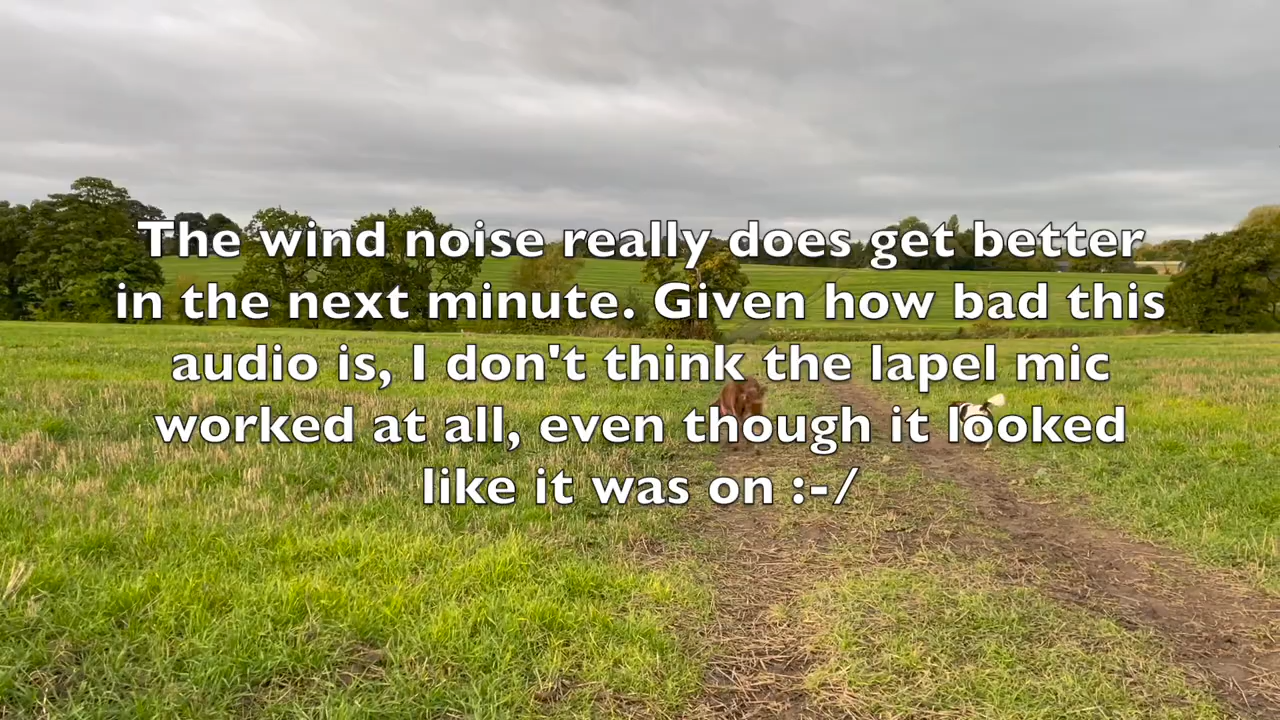 The wind noise really does get better
in the next minute. Given how bad this
audio is, I don't think the lapel mic
worked at all, even though it looked
like it was on :-/